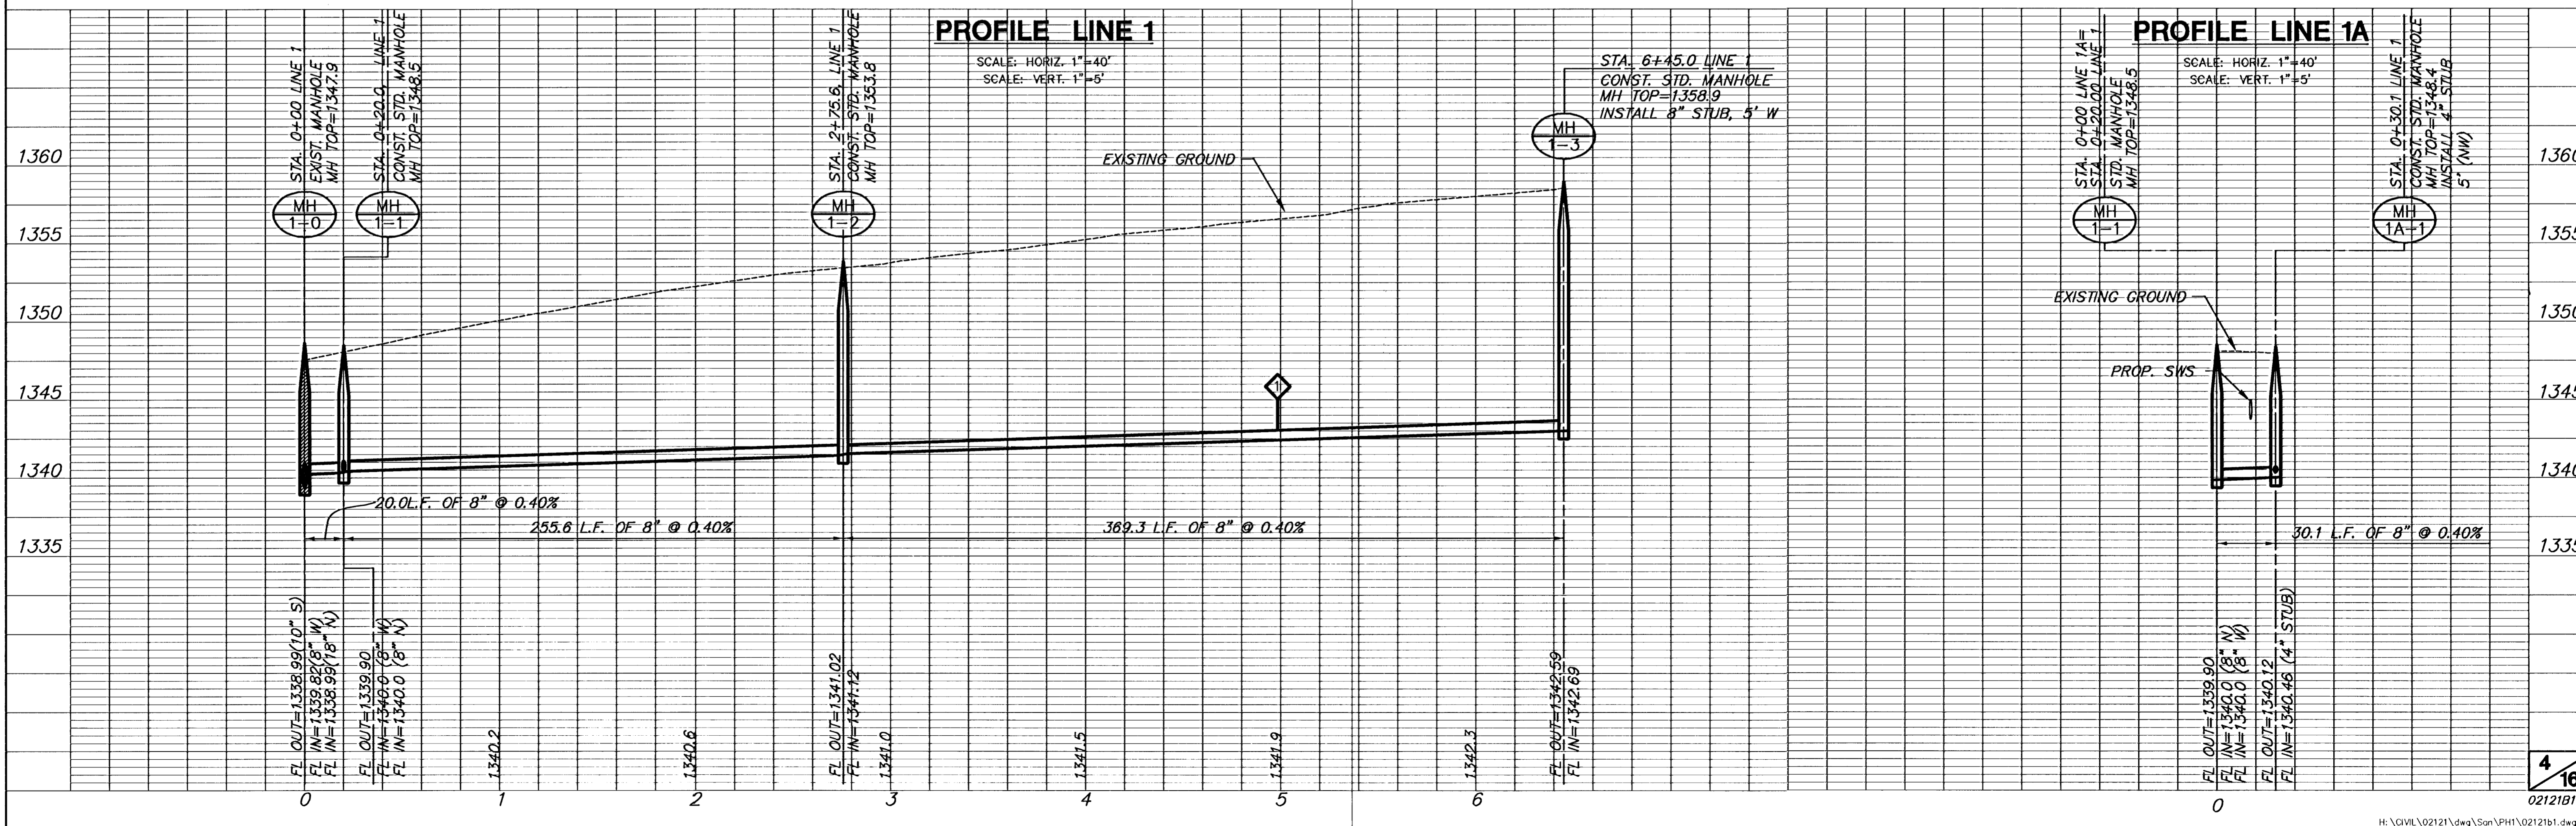 PROFILE LINE 1
SCALE: HORIZ. 1"=40'
SCALE: VERT. 1"=5'
STA. 0+00 LINE 1
EXIST. MANHOLE
MH TOP=1347.9
STA. 0+20.0, LINE 1
CONST. STD. MANHOLE
MH TOP=1348.5
STA. 2+75.6, LINE 1
CONST. STD. MANHOLE
MH TOP=1353.8
STA. 6+45.0 LINE 1
CONST. STD. MANHOLE
MH TOP=1358.9
INSTALL 8" STUB, 5' W
MH
1-0
MH
1-1
MH
1-2
MH
1-3
EXISTING GROUND
1360
1355
1350
1345
1340
1335
1
20.0L.F. OF 8" @ 0.40%
255.6 L.F. OF 8" @ 0.40%
369.3 L.F. OF 8" @ 0.40%
FL OUT=1338.99(10" S)
FL IN=1339.82(8" W)
FL IN=1338.99(18" N)
FL OUT=1339.90
FL IN=1340.0 (8" W)
FL IN=1340.0 (8" N)
1340.2
1340.6
FL OUT=1341.02
FL IN=1341.12
1341.0
1341.5
1341.9
1342.3
FL OUT=1342.59
FL IN=1342.69
0
1
2
3
4
5
6
PROFILE LINE 1A
SCALE: HORIZ. 1"=40'
SCALE: VERT. 1"=5'
STA. 0+00 LINE 1A=
STA. 0+20.00 LINE 1
STD. MANHOLE
MH TOP=1348.5
STA. 0+30.1 LINE 1
CONST. STD. MANHOLE
MH TOP=1348.4
INSTALL 4" STUB
5' (NW)
MH
1-1
MH
1A-1
EXISTING GROUND
PROP. SWS
30.1 L.F. OF 8" @ 0.40%
FL OUT=1339.90
FL IN=1340.0 (8" N)
FL IN=1340.0 (8" W)
FL OUT=1340.12
FL IN=1340.46 (4" STUB)
0
1360
1355
1350
1345
1340
1335
4
16
02121B1
H:\CIVIL\02121\dwg\San\PH1\02121b1.dwg